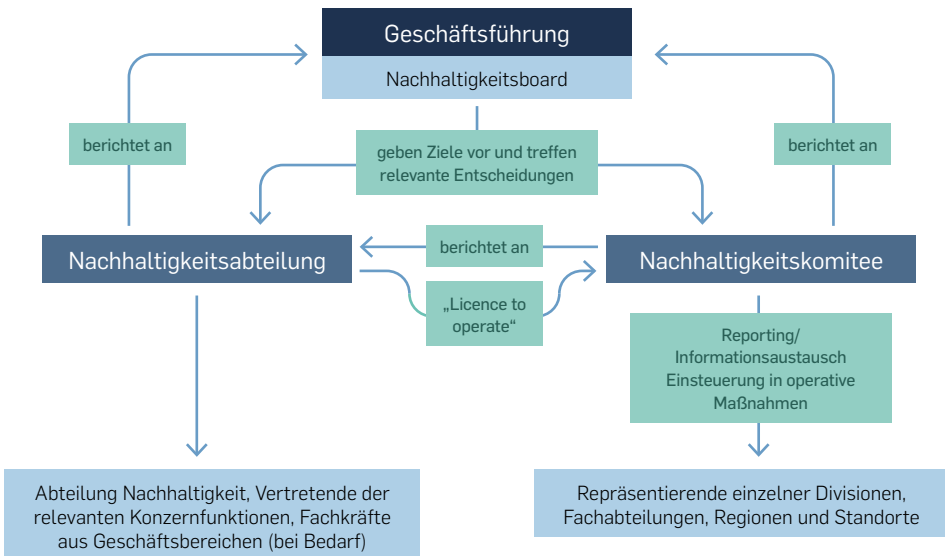 Geschäftsführung
Nachhaltigkeitsboard
berichtet an
geben Ziele vor und treffen
relevante Entscheidungen
berichtet an
Nachhaltigkeitsabteilung
berichtet an
Nachhaltigkeitskomitee
„Licence to
operate“
Reporting/
Informationsaustausch
Einsteuerung in operative
Maßnahmen
Abteilung Nachhaltigkeit, Vertretende der
relevanten Konzernfunktionen, Fachkräfte
aus Geschäftsbereichen (bei Bedarf)
Repräsentierende einzelner Divisionen,
Fachabteilungen, Regionen und Standorte